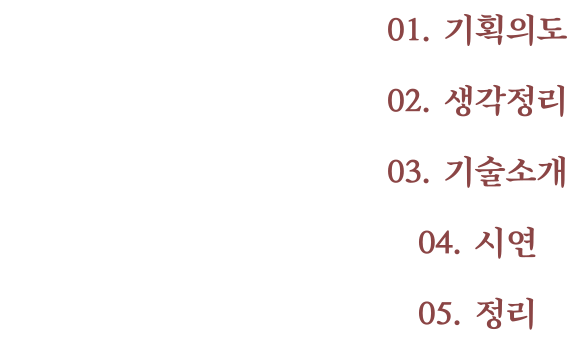 01. 기획의도
02. 생각정리
03. 기술소개
04. 시연
05. 정리